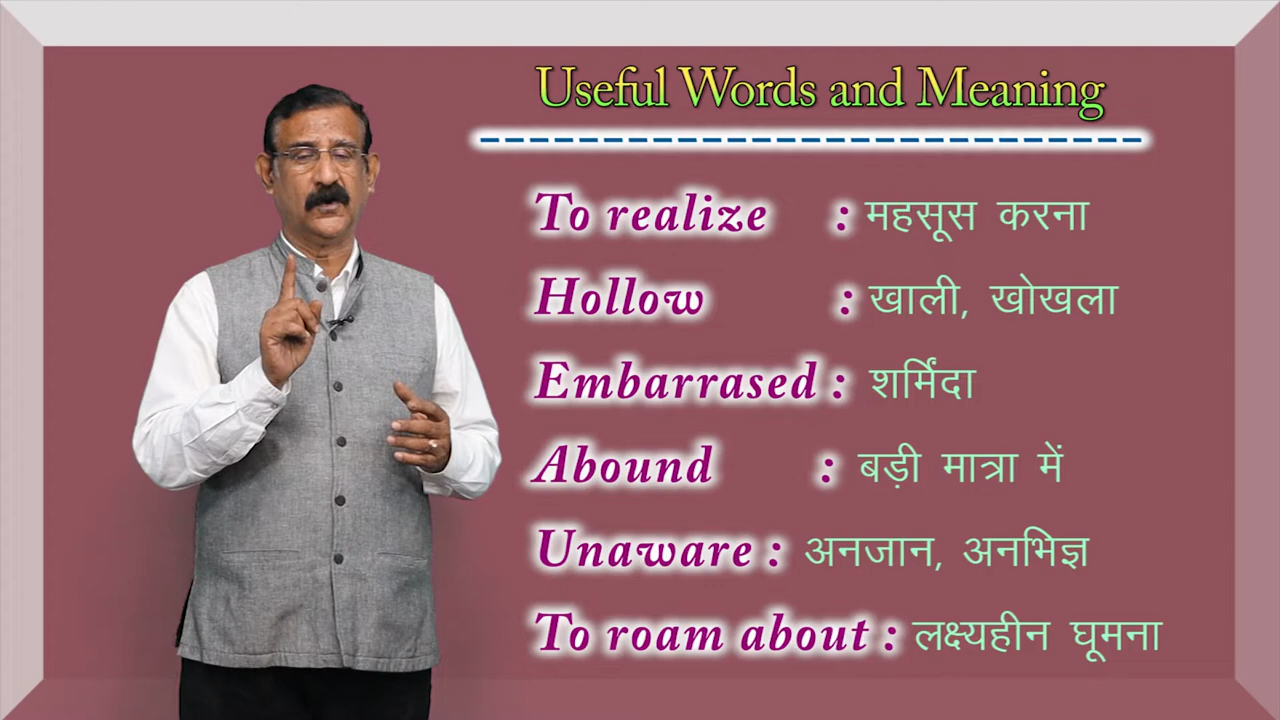 Useful Words and Meaning
To realize : महसूस करना
Hollow : खाली, खोखला
Embarrased : शर्मिंदा
Abound : बड़ी मात्रा में
Unaware : अनजान, अनभिज्ञ
To roam about : लक्ष्यहीन घूमना